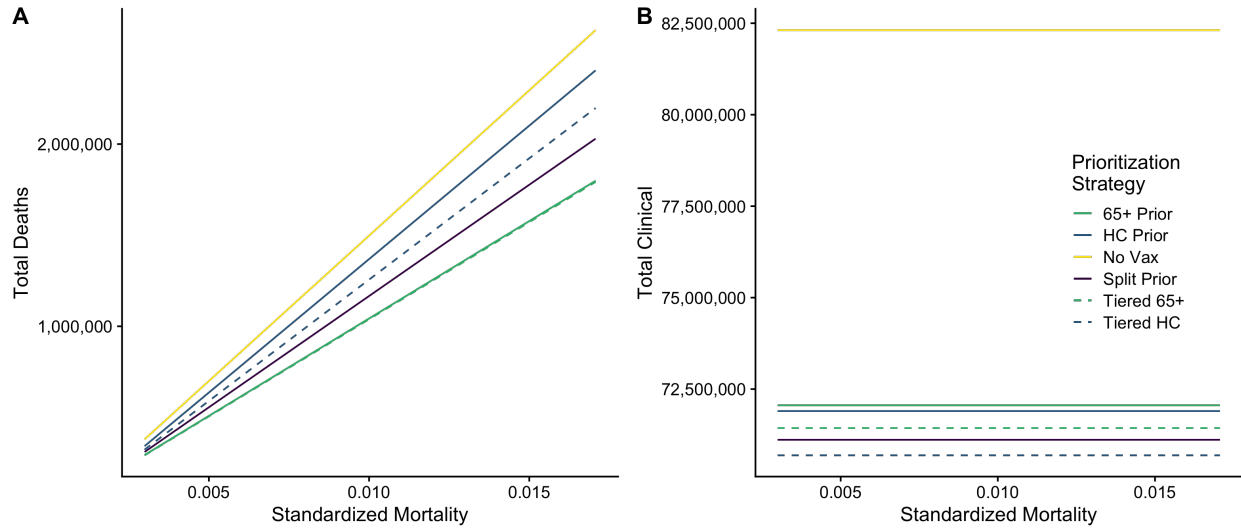 A
Total Deaths
2,000,000
1,000,000
0.005
0.010
0.015
Standardized Mortality
B
Total Clinical
82,500,000
80,000,000
77,500,000
75,000,000
72,500,000
0.005
0.010
0.015
Standardized Mortality
Prioritization
Strategy
65+ Prior
HC Prior
No Vax
Split Prior
Tiered 65+
Tiered HC